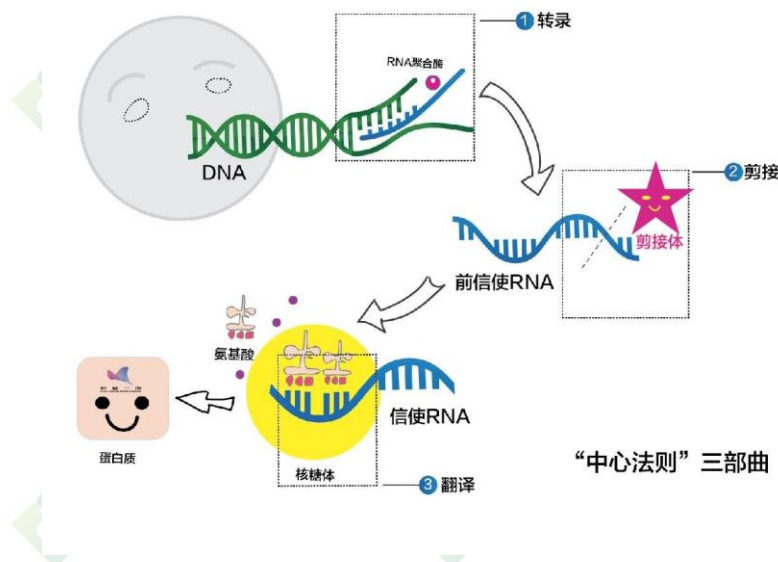 1 转录
RNA聚合酶
DNA
2 剪接
剪接体
前信使RNA
氨基酸
信使RNA
蛋白质
核糖体
3 翻译
“中心法则”三部曲